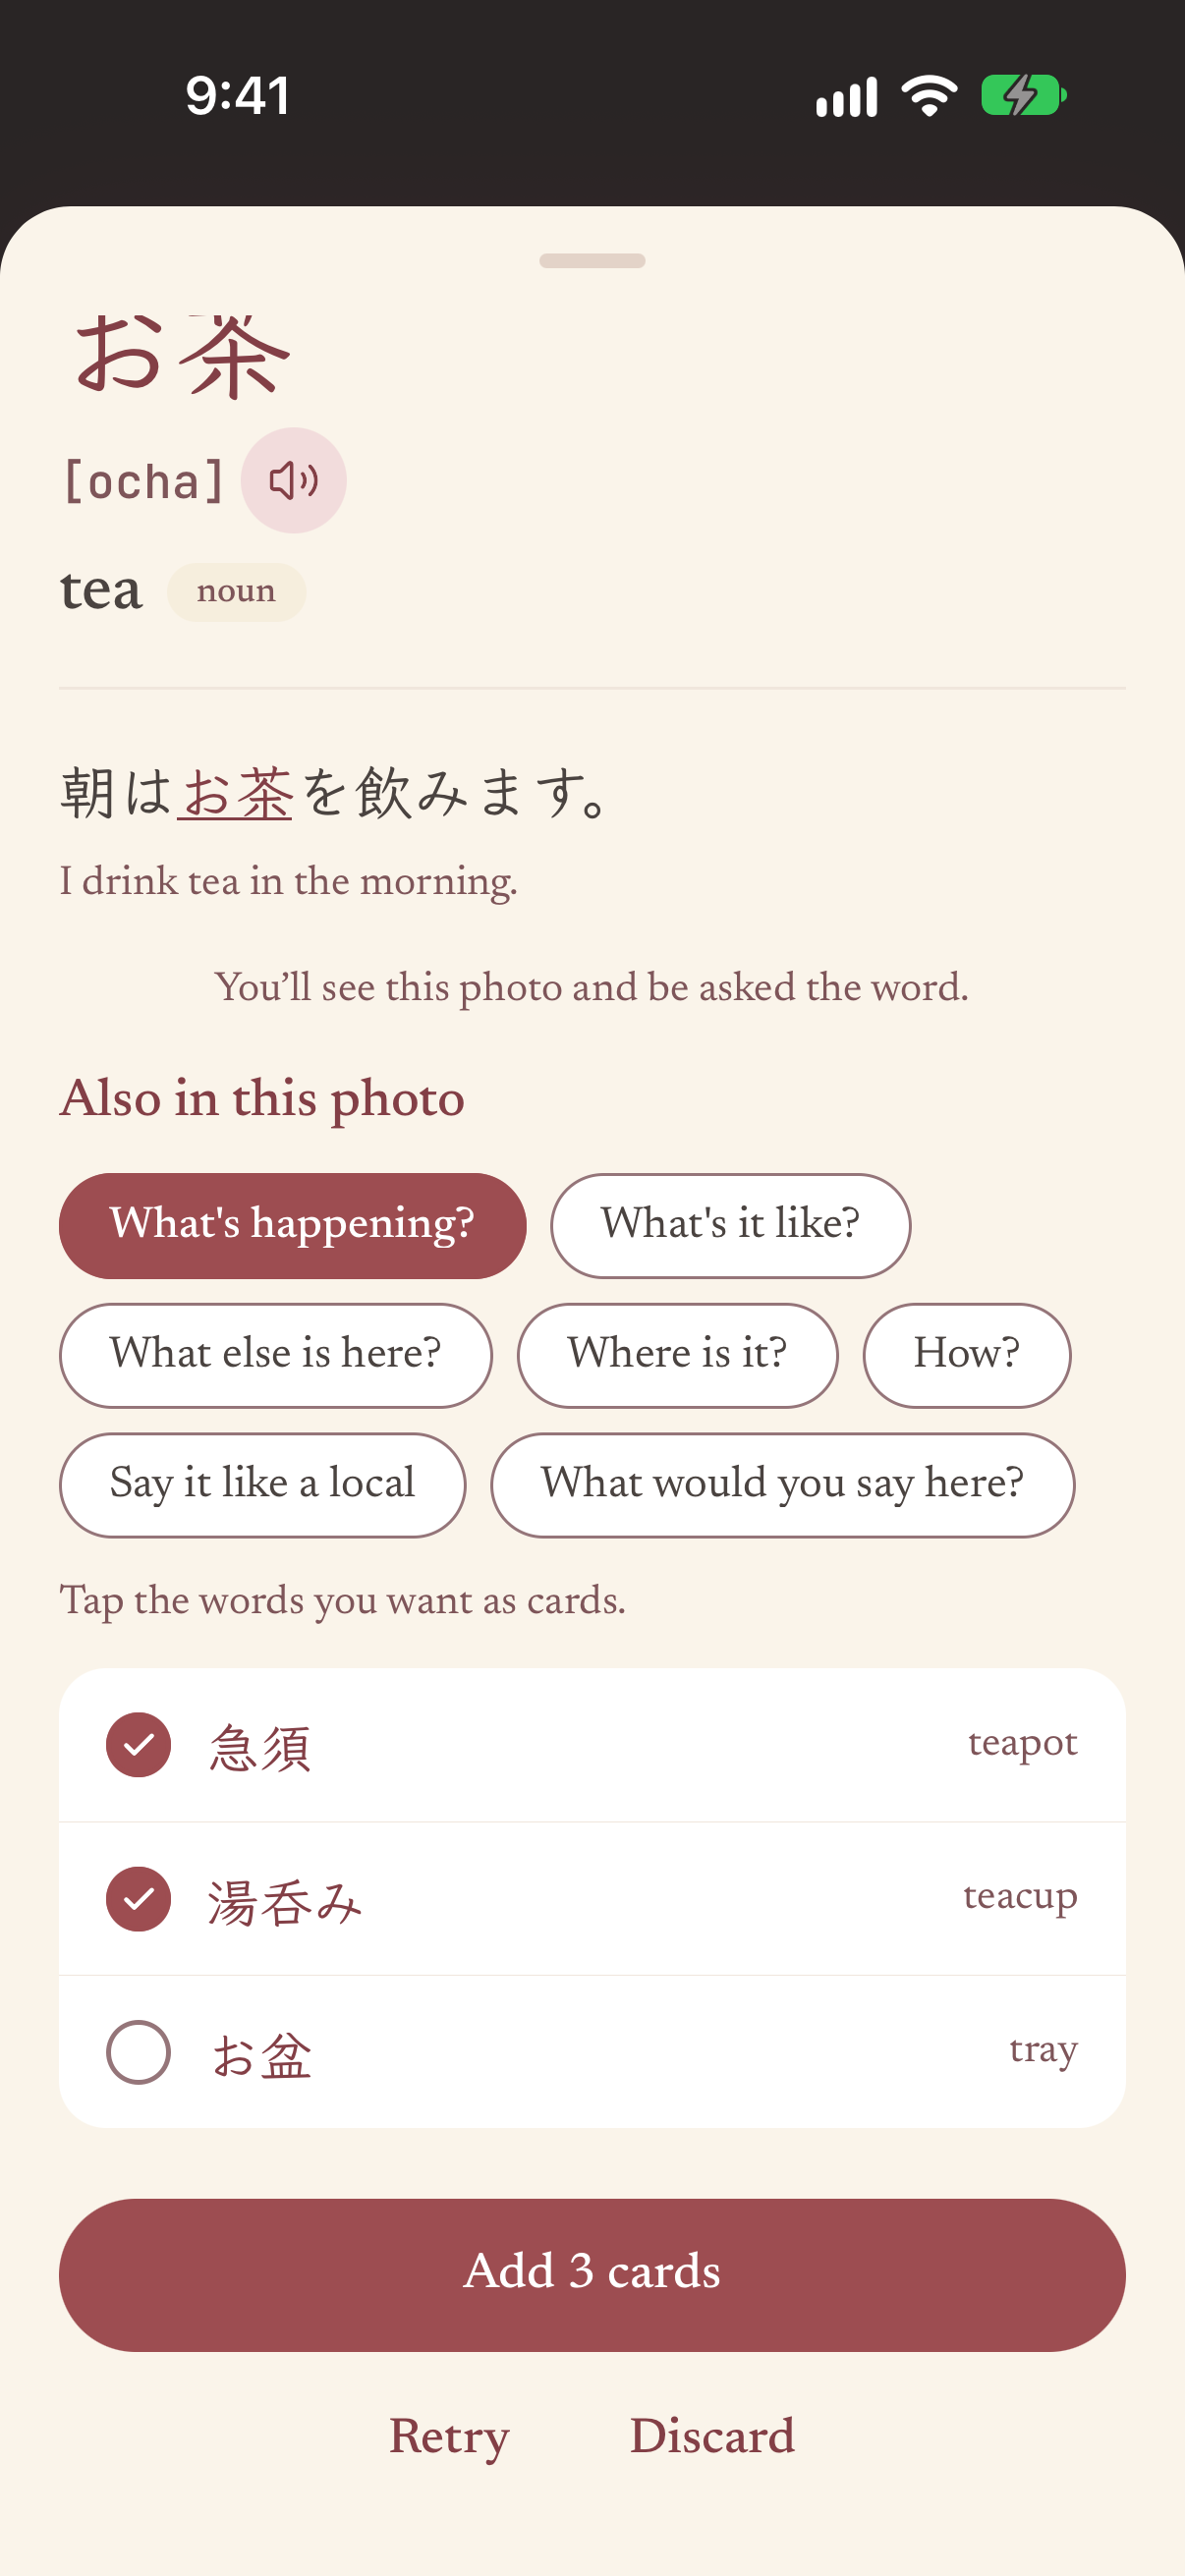 9:41
お茶
[ocha]
tea noun
朝はお茶を飲みます。
I drink tea in the morning.
You’ll see this photo and be asked the word.
Also in this photo
What's happening? What's it like?
What else is here? Where is it? How?
Say it like a local What would you say here?
Tap the words you want as cards.
急須 teapot
湯呑み teacup
お盆 tray
Add 3 cards
Retry Discard